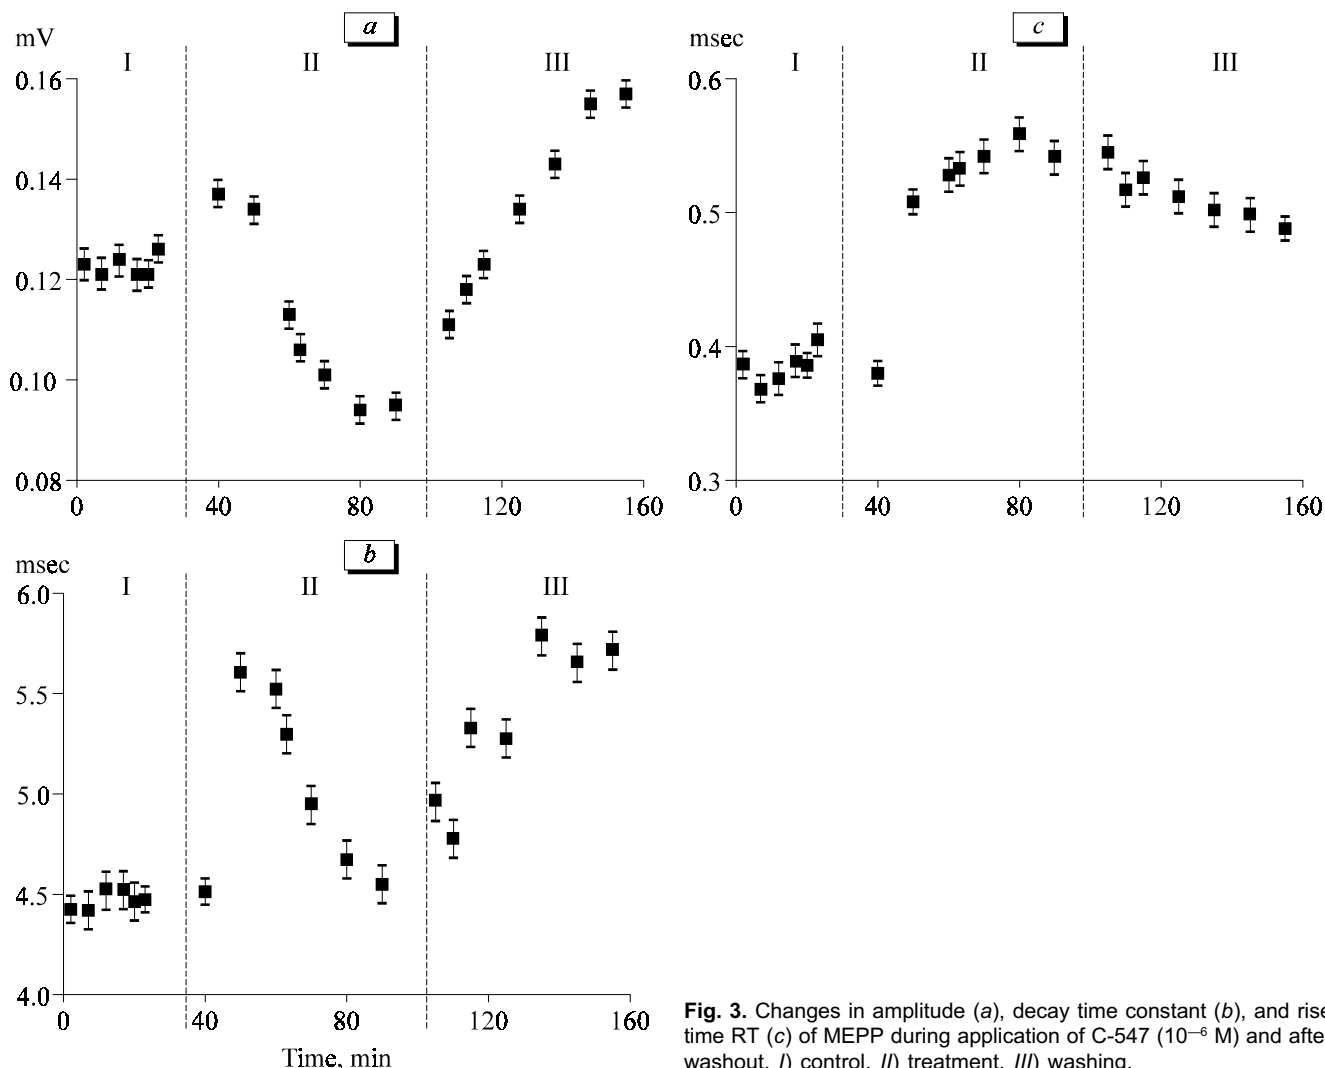 a
mV
I II III
0.16
0.14
0.12
0.10
0.08
0 40 80 120 160
c
msec
I II III
0.6
0.5
0.4
0.3
0 40 80 120 160
b
msec
I II III
6.0
5.5
5.0
4.5
4.0
0 40 80 120 160
Time, min
Fig. 3. Changes in amplitude (a), decay time constant (b), and rise
time RT (c) of MEPP during application of C-547 (10⁻⁶ M) and after
washout. I) control, II) treatment, III) washing.